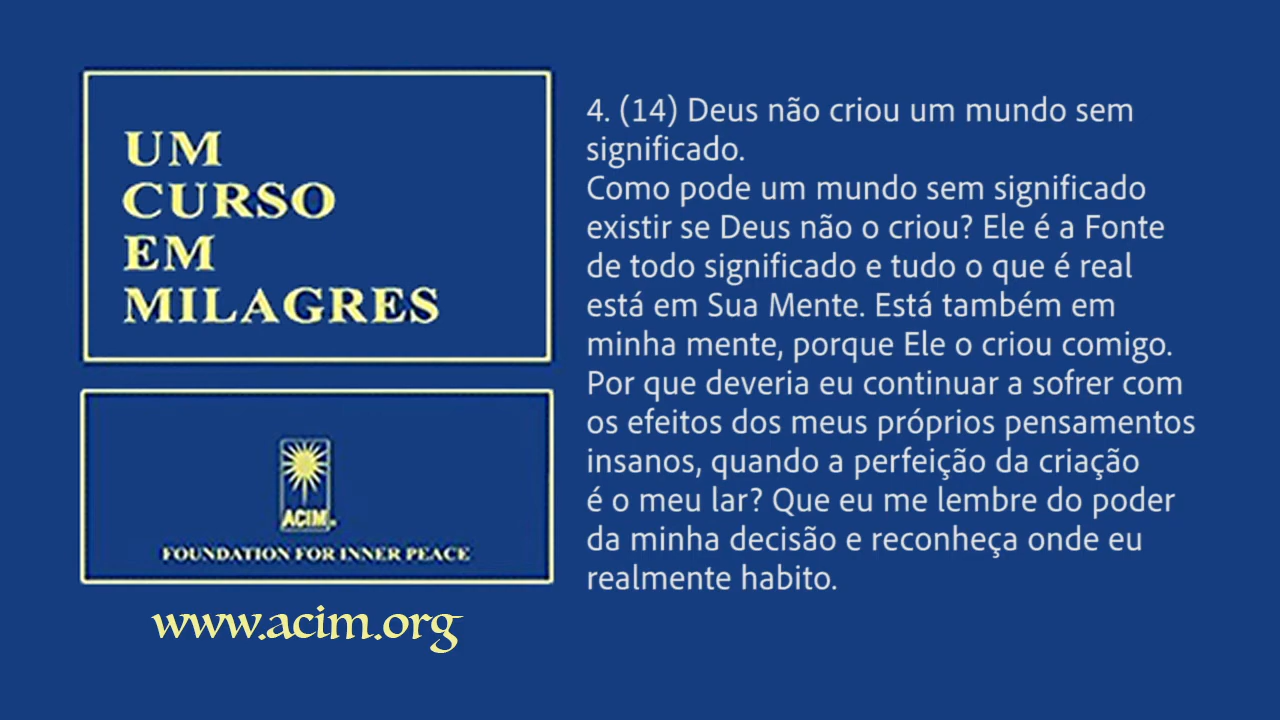 UM
CURSO
EM
MILAGRES
ACIM®
FOUNDATION FOR INNER PEACE
www.acim.org
4. (14) Deus não criou um mundo sem
significado.
Como pode um mundo sem significado
existir se Deus não o criou? Ele é a Fonte
de todo significado e tudo o que é real
está em Sua Mente. Está também em
minha mente, porque Ele o criou comigo.
Por que deveria eu continuar a sofrer com
os efeitos dos meus próprios pensamentos
insanos, quando a perfeição da criação
é o meu lar? Que eu me lembre do poder
da minha decisão e reconheça onde eu
realmente habito.